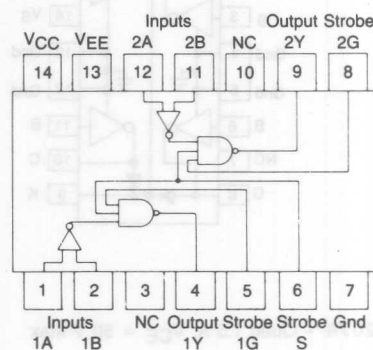 Inputs Output Strobe
VCC VEE 2A 2B NC 2Y 2G
14 13 12 11 10 9 8
1 2 3 4 5 6 7
Inputs NC Output Strobe Strobe Gnd
1A 1B 1Y 1G S